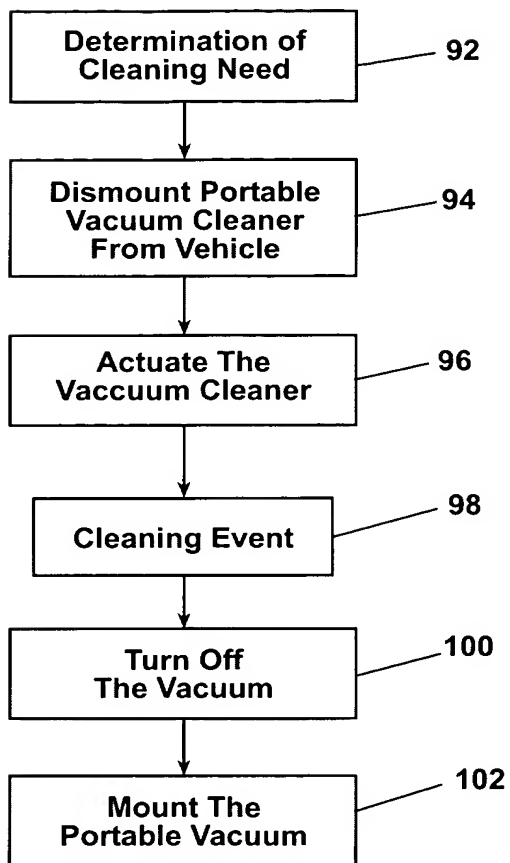 Determination of
Cleaning Need
92
Dismount Portable
Vacuum Cleaner
From Vehicle
94
Actuate The
Vaccuum Cleaner
96
Cleaning Event
98
Turn Off
The Vacuum
100
Mount The
Portable Vacuum
102